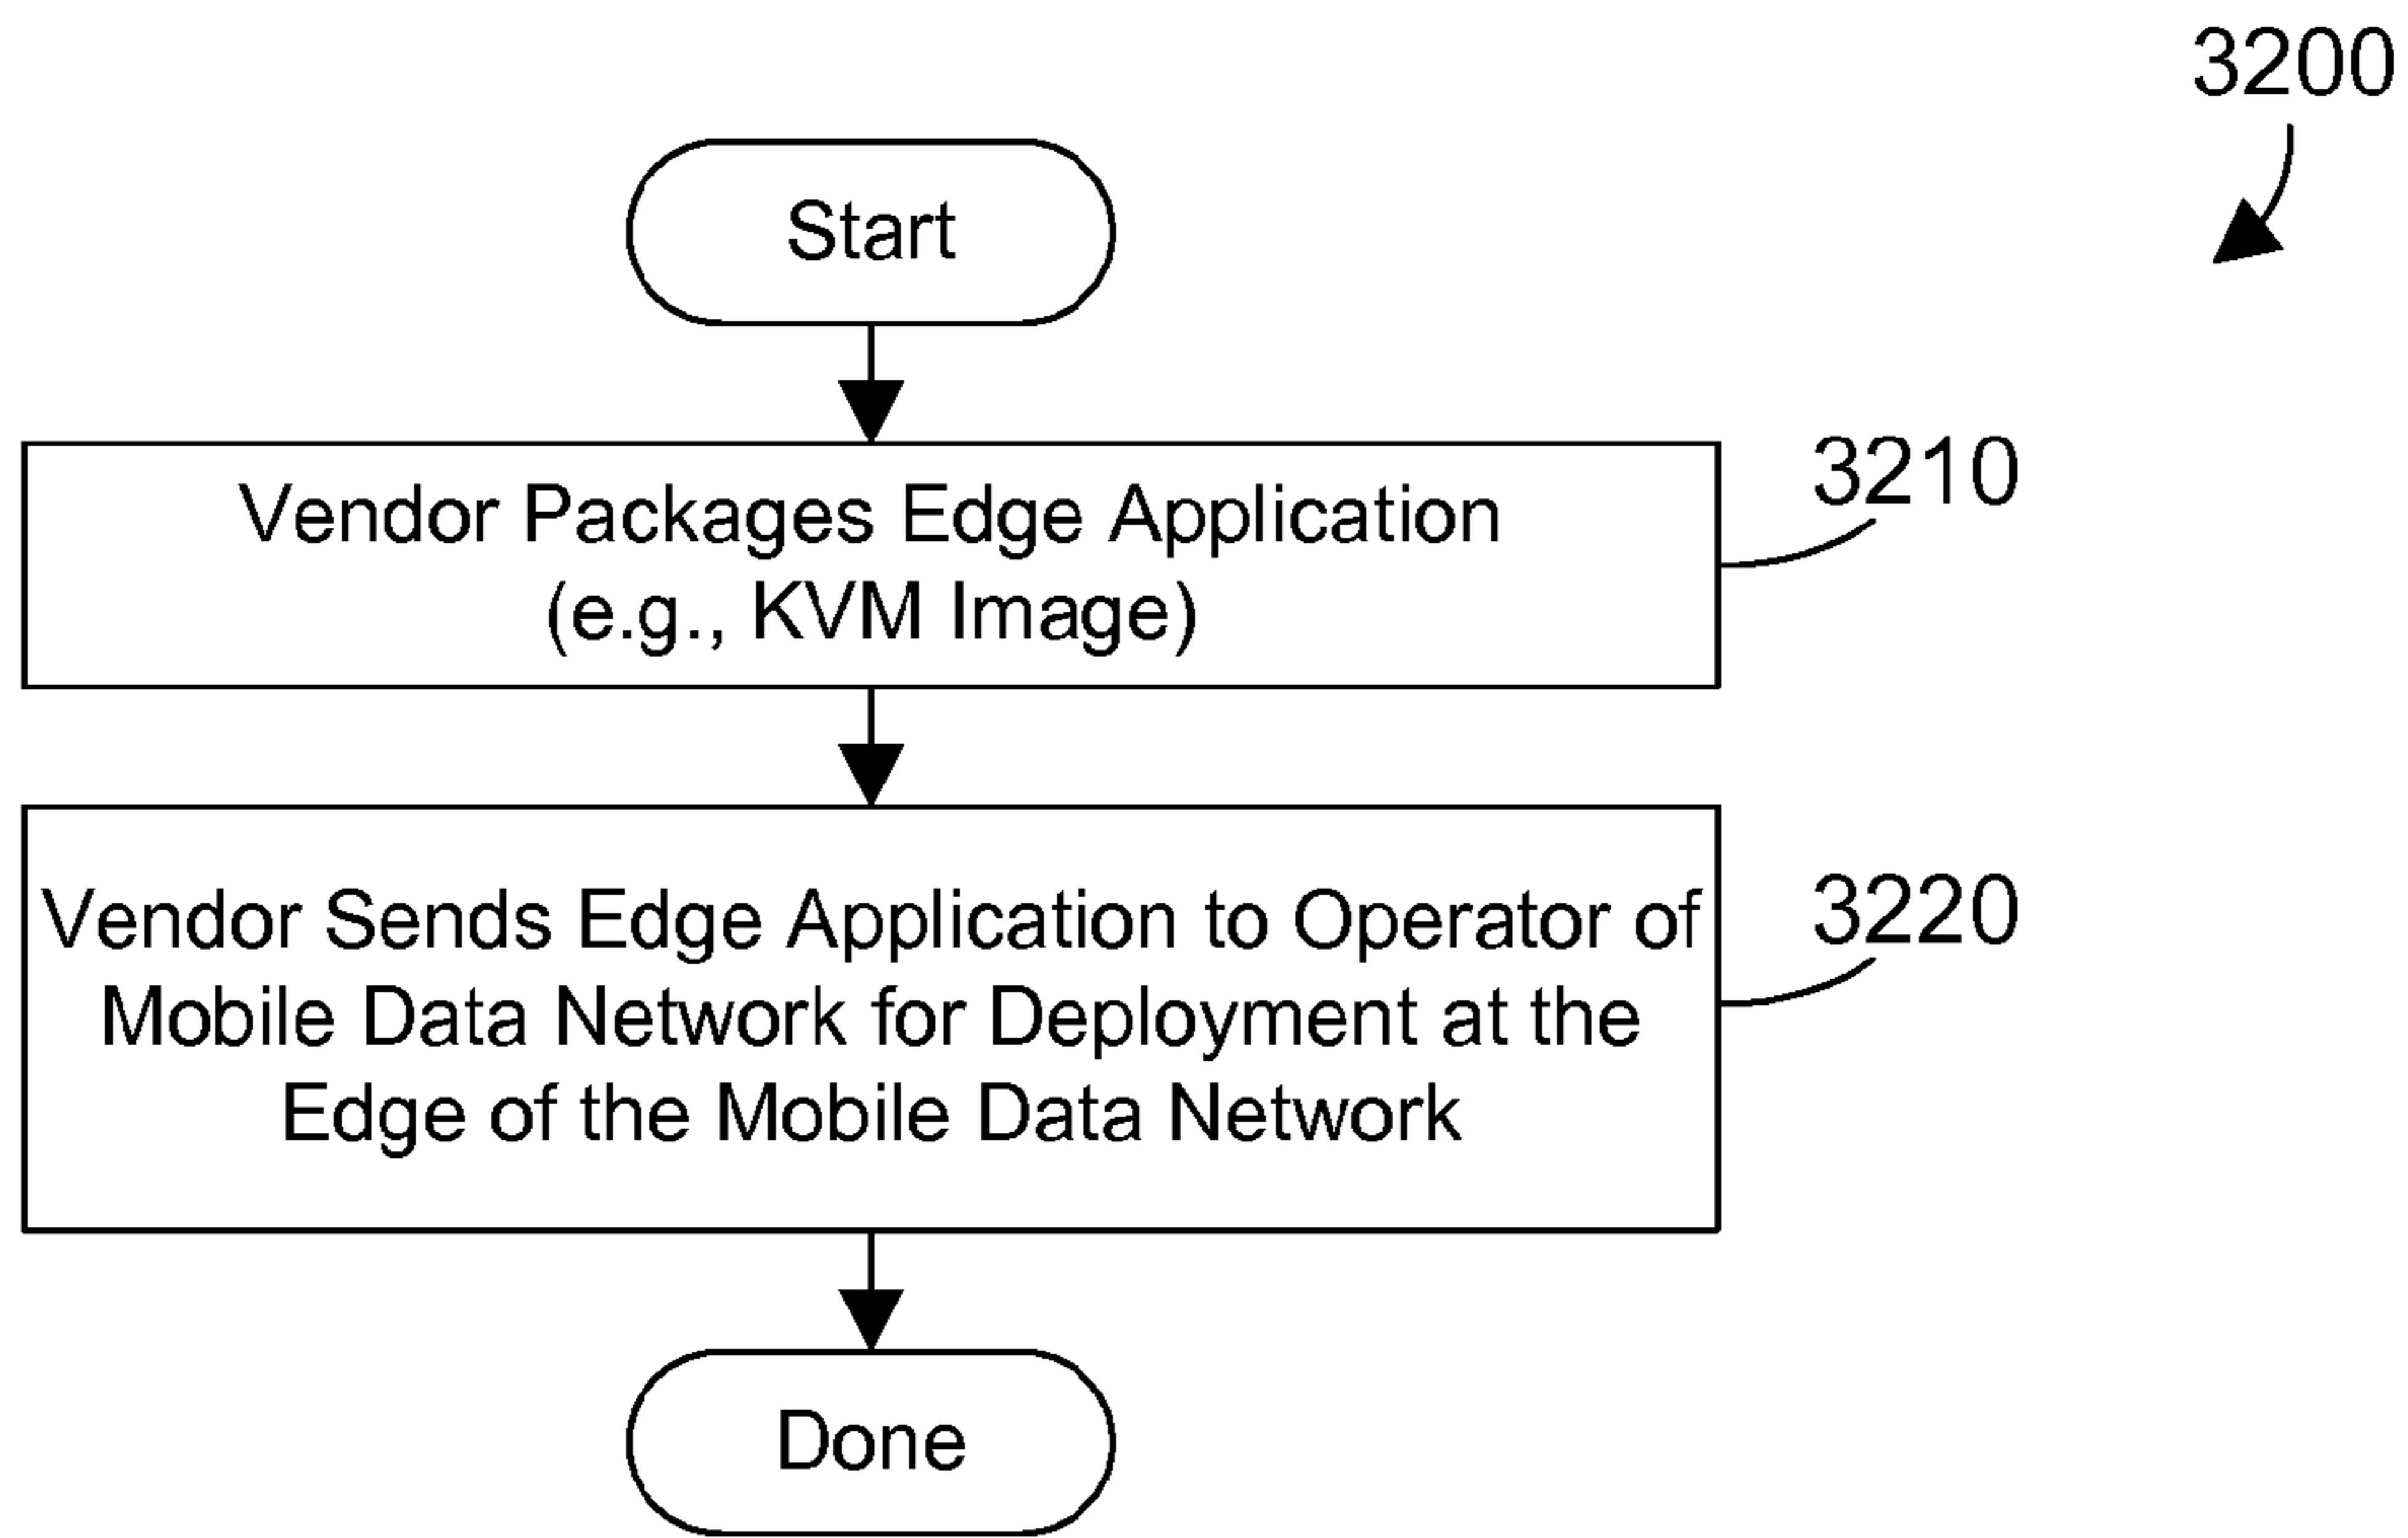 3200
Start
Vendor Packages Edge Application
(e.g., KVM Image)
3210
Vendor Sends Edge Application to Operator of
Mobile Data Network for Deployment at the
Edge of the Mobile Data Network
3220
Done